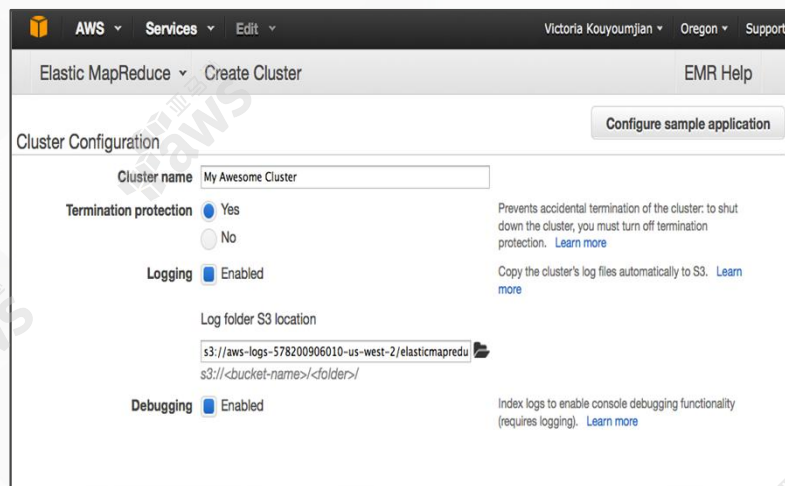 AWS Services Edit Victoria Kouyoumjian Oregon Support
Elastic MapReduce Create Cluster EMR Help
Configure sample application
Cluster Configuration
Cluster name My Awesome Cluster
Termination protection Yes
No
Prevents accidental termination of the cluster: to shut
down the cluster, you must turn off termination
protection. Learn more
Logging Enabled
Copy the cluster's log files automatically to S3. Learn
more
Log folder S3 location
s3://aws-logs-578200906010-us-west-2/elasticmapredu
s3://<bucket-name>/<folder>/
Debugging Enabled
Index logs to enable console debugging functionality
(requires logging). Learn more
亚马逊
aws